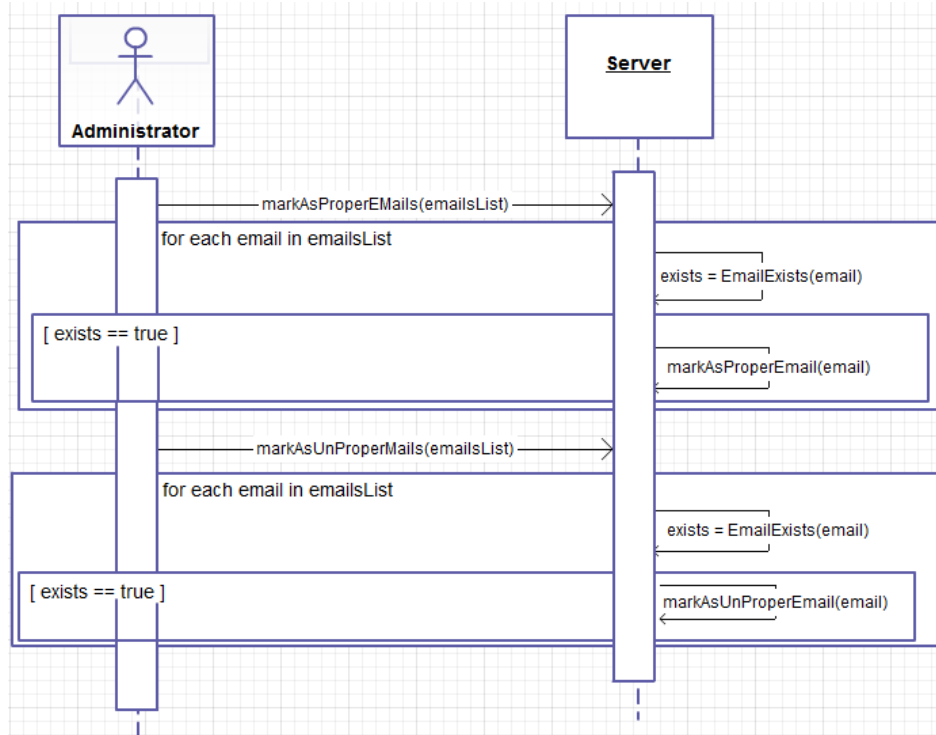 Server
Administrator
markAsProperEMails(emailsList)
for each email in emailsList
exists = EmailExists(email)
[ exists == true ]
markAsProperEmail(email)
markAsUnProperMails(emailsList)
for each email in emailsList
exists = EmailExists(email)
[ exists == true ]
markAsUnProperEmail(email)